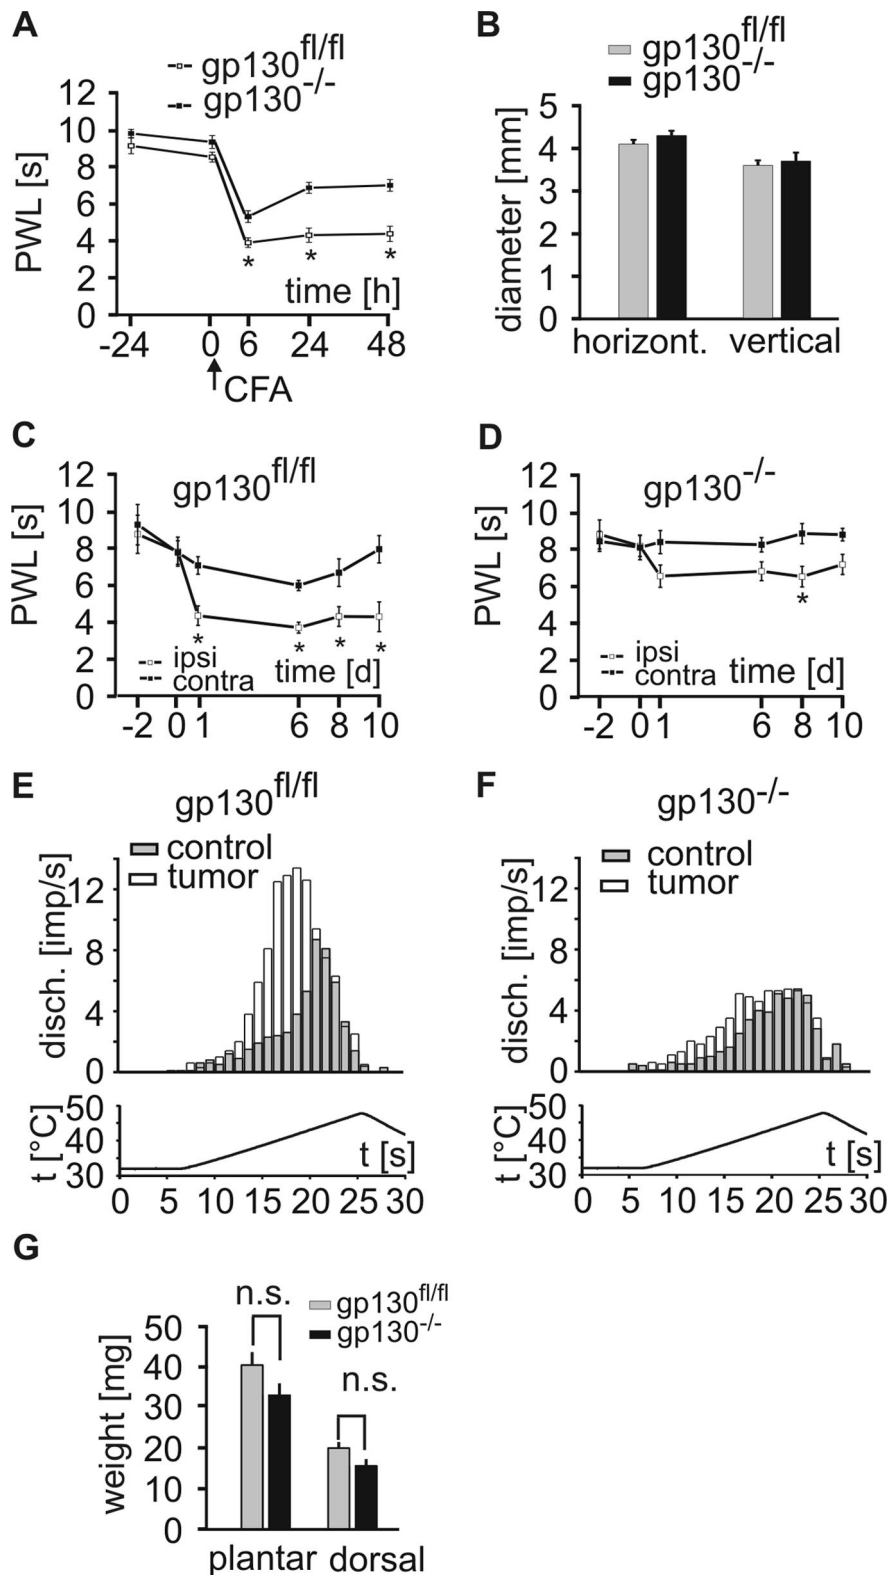 A
gp130fl/fl
gp130-/-
12
10
8
6
4
2
0
PWL [s]
time [h]
-24 0 6 24 48
CFA
* * *
B
gp130fl/fl
gp130-/-
5
4
3
2
1
0
diameter [mm]
horizont. vertical
C
gp130fl/fl
12
10
8
6
4
2
0
PWL [s]
* * * *
ipsi
contra
time [d]
-2 0 1 6 8 10
D
gp130-/-
12
10
8
6
4
2
0
PWL [s]
*
ipsi
contra
time [d]
-2 0 1 6 8 10
E
gp130fl/fl
control
tumor
12
8
4
0
disch. [imp/s]
50
40
30
t [°C]
t [s]
0 5 10 15 20 25 30
F
gp130-/-
control
tumor
12
8
4
0
disch. [imp/s]
50
40
30
t [°C]
t [s]
0 5 10 15 20 25 30
G
n.s.
gp130fl/fl
gp130-/-
n.s.
50
40
30
20
10
0
weight [mg]
plantar dorsal